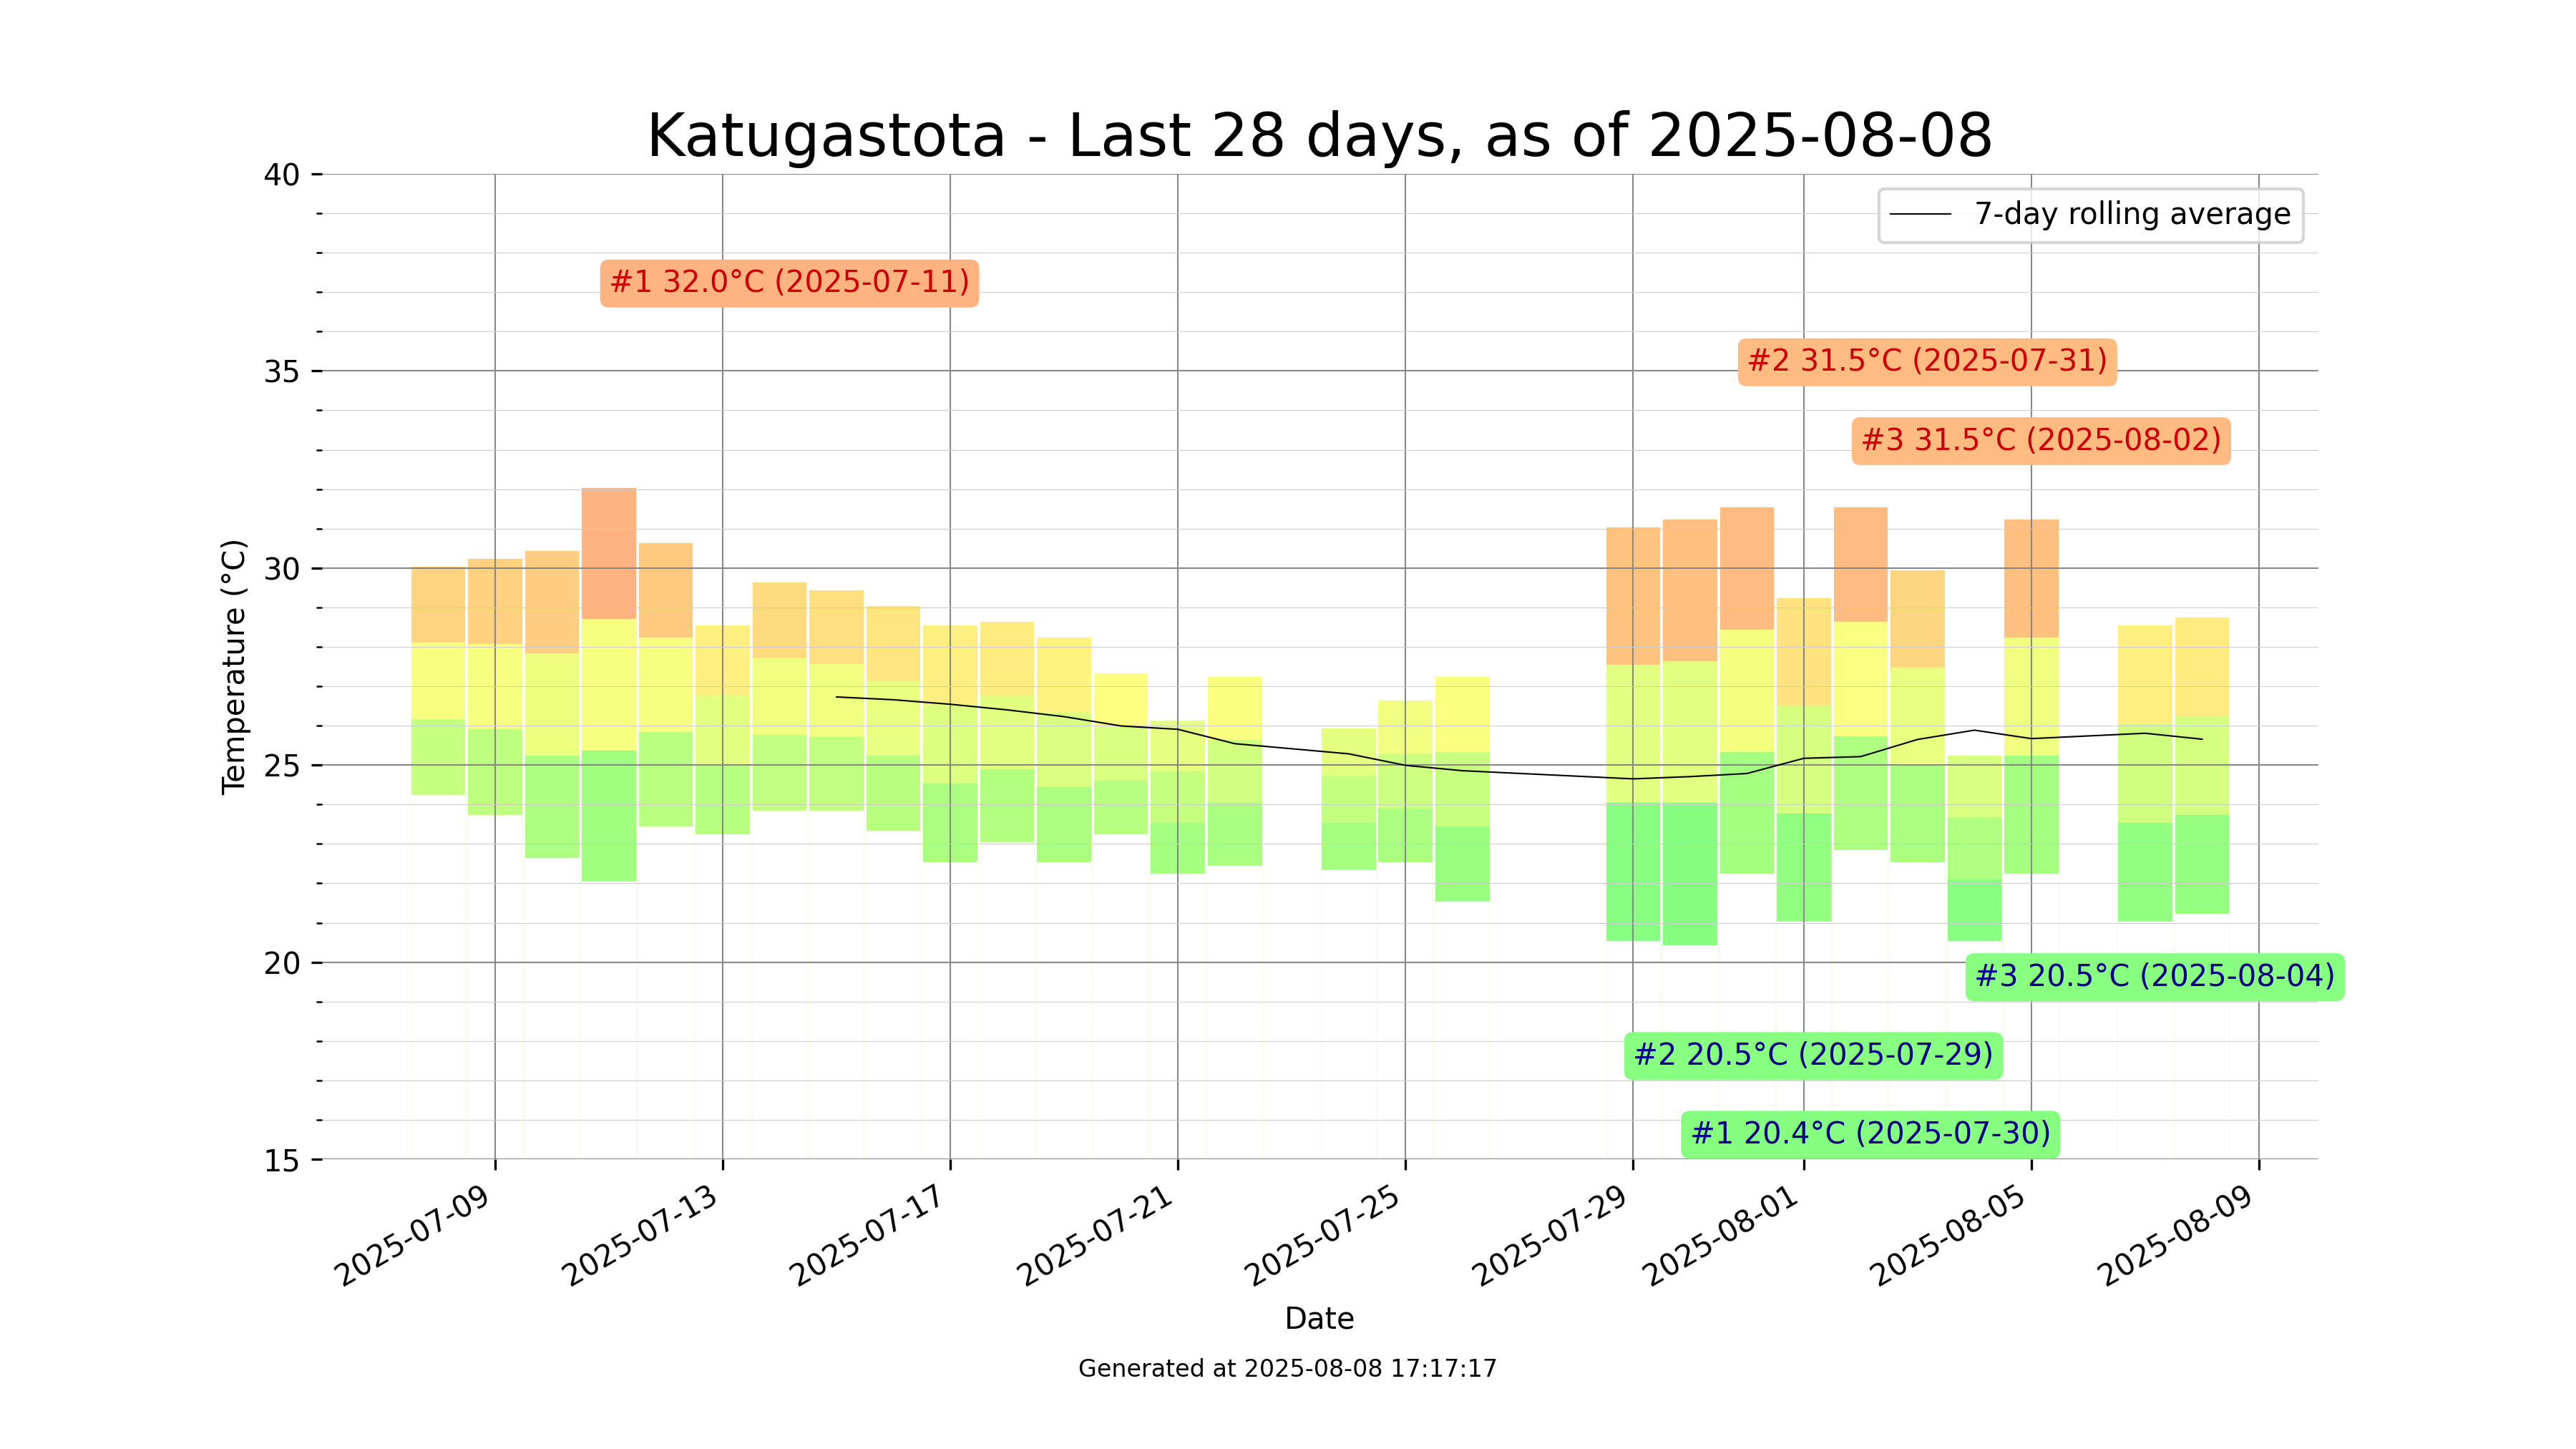 Katugastota - Last 28 days, as of 2025-08-08
7-day rolling average
#1 32.0°C (2025-07-11)
#2 31.5°C (2025-07-31)
#3 31.5°C (2025-08-02)
#3 20.5°C (2025-08-04)
#2 20.5°C (2025-07-29)
#1 20.4°C (2025-07-30)
Temperature (°C)
40
35
30
25
20
15
2025-07-09
2025-07-13
2025-07-17
2025-07-21
2025-07-25
2025-07-29
2025-08-01
2025-08-05
2025-08-09
Date
Generated at 2025-08-08 17:17:17